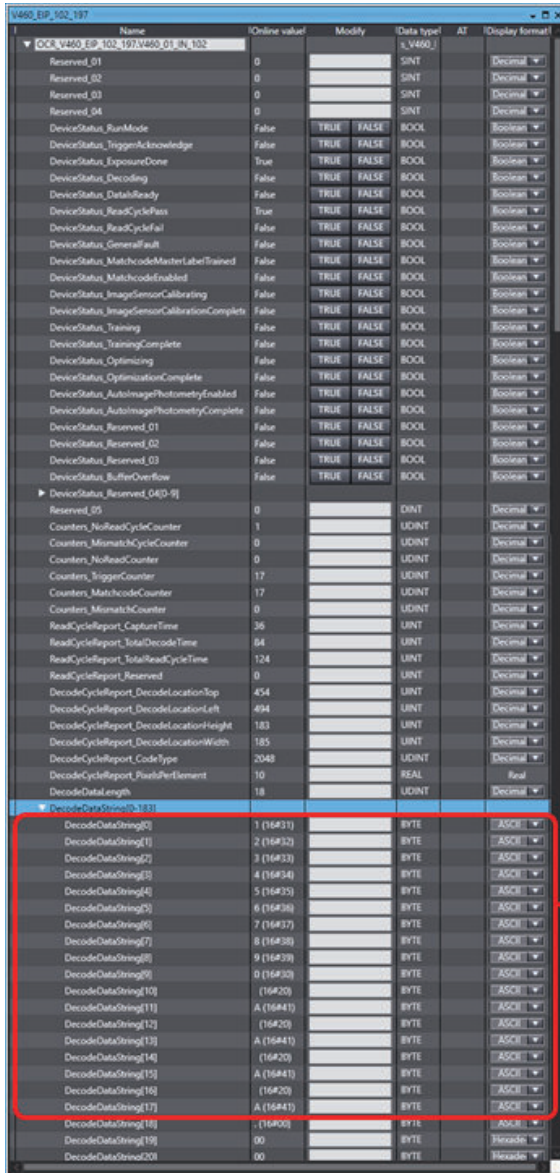 V460_EIP_102_197
Name Online value Modify Data type AT Display format
▼ OCR_V460_EIP_102_197.V460_01_IN_102 s_V460_I
Reserved_01 0 SINT Decimal
Reserved_02 0 SINT Decimal
Reserved_03 0 SINT Decimal
Reserved_04 0 SINT Decimal
DeviceStatus_RunMode False TRUE FALSE BOOL Boolean
DeviceStatus_TriggerAcknowledge False TRUE FALSE BOOL Boolean
DeviceStatus_ExposureDone True TRUE FALSE BOOL Boolean
DeviceStatus_Decoding False TRUE FALSE BOOL Boolean
DeviceStatus_DataIsReady False TRUE FALSE BOOL Boolean
DeviceStatus_ReadCyclePass True TRUE FALSE BOOL Boolean
DeviceStatus_ReadCycleFail False TRUE FALSE BOOL Boolean
DeviceStatus_GeneralFault False TRUE FALSE BOOL Boolean
DeviceStatus_MatchcodeMasterLabelTrained False TRUE FALSE BOOL Boolean
DeviceStatus_MatchcodeEnabled False TRUE FALSE BOOL Boolean
DeviceStatus_ImageSensorCalibrating False TRUE FALSE BOOL Boolean
DeviceStatus_ImageSensorCalibrationComplete False TRUE FALSE BOOL Boolean
DeviceStatus_Training False TRUE FALSE BOOL Boolean
DeviceStatus_TrainingComplete False TRUE FALSE BOOL Boolean
DeviceStatus_Optimizing False TRUE FALSE BOOL Boolean
DeviceStatus_OptimizationComplete False TRUE FALSE BOOL Boolean
DeviceStatus_AutoImagePhotometryEnabled False TRUE FALSE BOOL Boolean
DeviceStatus_AutoImagePhotometryComplete False TRUE FALSE BOOL Boolean
DeviceStatus_Reserved_01 False TRUE FALSE BOOL Boolean
DeviceStatus_Reserved_02 False TRUE FALSE BOOL Boolean
DeviceStatus_Reserved_03 False TRUE FALSE BOOL Boolean
DeviceStatus_BufferOverflow False TRUE FALSE BOOL Boolean
▶ DeviceStatus_Reserved_04[0-9]
Reserved_05 0 DINT Decimal
Counters_NoReadCycleCounter 1 UDINT Decimal
Counters_MismatchCycleCounter 0 UDINT Decimal
Counters_NoReadCounter 0 UDINT Decimal
Counters_TriggerCounter 17 UDINT Decimal
Counters_MatchcodeCounter 17 UDINT Decimal
Counters_MismatchCounter 0 UDINT Decimal
ReadCycleReport_CaptureTime 36 UINT Decimal
ReadCycleReport_TotalDecodeTime 84 UINT Decimal
ReadCycleReport_TotalReadCycleTime 124 UINT Decimal
ReadCycleReport_Reserved 0 UINT Decimal
DecodeCycleReport_DecodeLocationTop 454 UINT Decimal
DecodeCycleReport_DecodeLocationLeft 494 UINT Decimal
DecodeCycleReport_DecodeLocationHeight 183 UINT Decimal
DecodeCycleReport_DecodeLocationWidth 185 UINT Decimal
DecodeCycleReport_CodeType 2048 UDINT Decimal
DecodeCycleReport_PixelsPerElement 10 REAL Real
DecodeDataLength 18 UDINT Decimal
▼ DecodeDataString[0-183]
DecodeDataString[0] 1 (16#31) BYTE ASCII
DecodeDataString[1] 2 (16#32) BYTE ASCII
DecodeDataString[2] 3 (16#33) BYTE ASCII
DecodeDataString[3] 4 (16#34) BYTE ASCII
DecodeDataString[4] 5 (16#35) BYTE ASCII
DecodeDataString[5] 6 (16#36) BYTE ASCII
DecodeDataString[6] 7 (16#37) BYTE ASCII
DecodeDataString[7] 8 (16#38) BYTE ASCII
DecodeDataString[8] 9 (16#39) BYTE ASCII
DecodeDataString[9] 0 (16#30) BYTE ASCII
DecodeDataString[10] (16#20) BYTE ASCII
DecodeDataString[11] A (16#41) BYTE ASCII
DecodeDataString[12] (16#20) BYTE ASCII
DecodeDataString[13] A (16#41) BYTE ASCII
DecodeDataString[14] (16#20) BYTE ASCII
DecodeDataString[15] A (16#41) BYTE ASCII
DecodeDataString[16] (16#20) BYTE ASCII
DecodeDataString[17] A (16#41) BYTE ASCII
DecodeDataString[18] . (16#00) BYTE ASCII
DecodeDataString[19] 00 BYTE Hexade
DecodeDataString[20] 00 BYTE Hexade